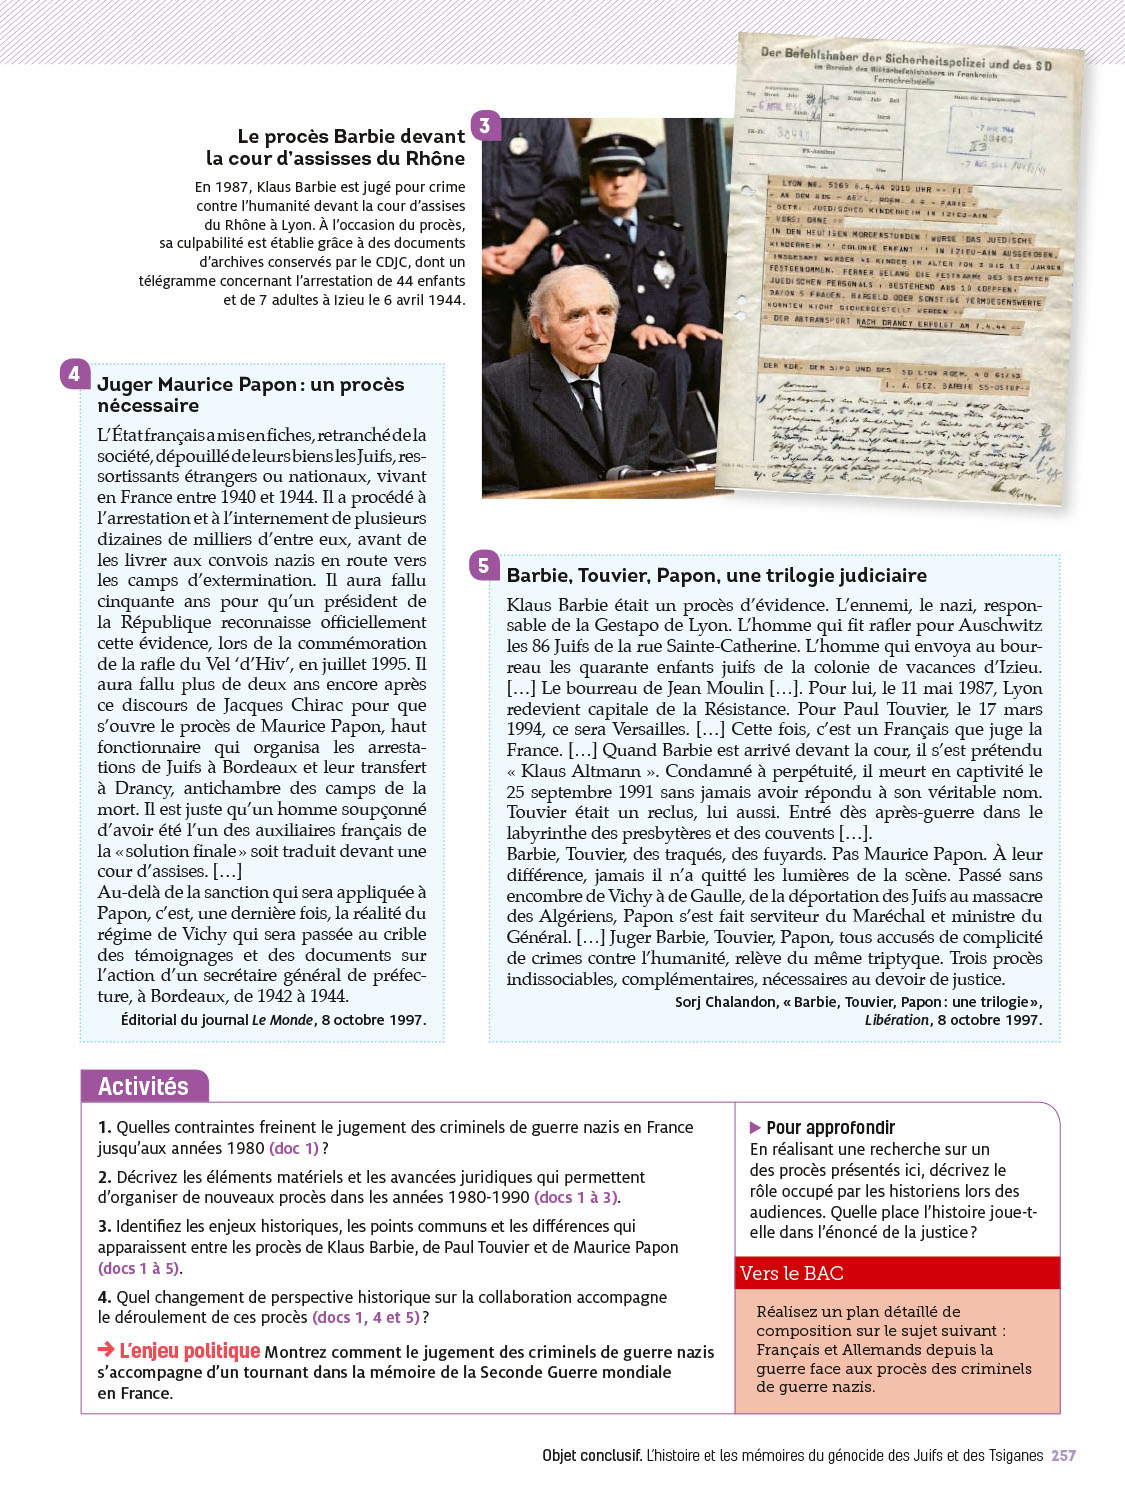 3
Le procès Barbie devant
la cour d'assisses du Rhône
En 1987, Klaus Barbie est jugé pour crime
contre l'humanité devant la cour d'assises
du Rhône à Lyon. À l'occasion du procès,
sa culpabilité est établie grâce à des documents
d'archives conservés par le CDJC, dont un
télégramme concernant l'arrestation de 44 enfants
et de 7 adultes à Izieu le 6 avril 1944.
Der Befehlshaber der Sicherheitspolizei und des SD
im Bereich des Militärbefehlshabers in Frankreich
Fernschreibstelle
LYON NR. 5269 6.4.44 2010 UHR -- FI =
- AN DEN BDS - ABTL. ROEM. 4 B - PARIS -
- BETR: JUEDISCHES KINDERHEIM IN IZIEU-AIN -
- VORG: OHNE --
IN DEN HEUTIGEN MORGENSTUNDEN WURDE DAS JUEDISCHE
KINDERHEIM '' COLONIE ENFANT '' IN IZIEU-AIN AUSGEHOBEN.
INSGESAMT WURDEN 41 KINDER IM ALTER VON 3 BIS 13 JAHREN
FESTGENOMMEN. FERNER GELANG DIE FESTNAHME DES GESAMTEN
JUEDISCHEN PERSONALS, BESTEHEND AUS 10 KOEPFEN,
DAVON 5 FRAUEN. BARGELD ODER SONSTIGE VERMOEGENSWERTE
KONNTEN NICHT SICHERGESTELLT WERDEN --
- DER ABTRANSPORT NACH DRANCY ERFOLGT AM 7.4.44 --
DER KDR. DER SIPO UND DES SD LYON ROEM. 4 B 61/43
I. A. GEZ. BARBIE SS-OSTUF--
4
Juger Maurice Papon : un procès
nécessaire
L'État français a mis en fiches, retranché de la
société, dépouillé de leurs biens les Juifs, res-
sortissants étrangers ou nationaux, vivant
en France entre 1940 et 1944. Il a procédé à
l'arrestation et à l'internement de plusieurs
dizaines de milliers d'entre eux, avant de
les livrer aux convois nazis en route vers
les camps d'extermination. Il aura fallu
cinquante ans pour qu'un président de
la République reconnaisse officiellement
cette évidence, lors de la commémoration
de la rafle du Vel 'd'Hiv', en juillet 1995. Il
aura fallu plus de deux ans encore après
ce discours de Jacques Chirac pour que
s'ouvre le procès de Maurice Papon, haut
fonctionnaire qui organisa les arresta-
tions de Juifs à Bordeaux et leur transfert
à Drancy, antichambre des camps de la
mort. Il est juste qu'un homme soupçonné
d'avoir été l'un des auxiliaires français de
la « solution finale » soit traduit devant une
cour d'assises. […]
Au-delà de la sanction qui sera appliquée à
Papon, c'est, une dernière fois, la réalité du
régime de Vichy qui sera passée au crible
des témoignages et des documents sur
l'action d'un secrétaire général de préfec-
ture, à Bordeaux, de 1942 à 1944.
Éditorial du journal Le Monde, 8 octobre 1997.
5
Barbie, Touvier, Papon, une trilogie judiciaire
Klaus Barbie était un procès d'évidence. L'ennemi, le nazi, respon-
sable de la Gestapo de Lyon. L'homme qui fit rafler pour Auschwitz
les 86 Juifs de la rue Sainte-Catherine. L'homme qui envoya au bour-
reau les quarante enfants juifs de la colonie de vacances d'Izieu.
[…] Le bourreau de Jean Moulin […]. Pour lui, le 11 mai 1987, Lyon
redevient capitale de la Résistance. Pour Paul Touvier, le 17 mars
1994, ce sera Versailles. […] Cette fois, c'est un Français que juge la
France. […] Quand Barbie est arrivé devant la cour, il s'est prétendu
« Klaus Altmann ». Condamné à perpétuité, il meurt en captivité le
25 septembre 1991 sans jamais avoir répondu à son véritable nom.
Touvier était un reclus, lui aussi. Entré dès après-guerre dans le
labyrinthe des presbytères et des couvents […].
Barbie, Touvier, des traqués, des fuyards. Pas Maurice Papon. À leur
différence, jamais il n'a quitté les lumières de la scène. Passé sans
encombre de Vichy à de Gaulle, de la déportation des Juifs au massacre
des Algériens, Papon s'est fait serviteur du Maréchal et ministre du
Général. […] Juger Barbie, Touvier, Papon, tous accusés de complicité
de crimes contre l'humanité, relève du même triptyque. Trois procès
indissociables, complémentaires, nécessaires au devoir de justice.
Sorj Chalandon, « Barbie, Touvier, Papon : une trilogie »,
Libération, 8 octobre 1997.
Activités
1. Quelles contraintes freinent le jugement des criminels de guerre nazis en France
jusqu'aux années 1980 (doc 1) ?
2. Décrivez les éléments matériels et les avancées juridiques qui permettent
d'organiser de nouveaux procès dans les années 1980-1990 (docs 1 à 3).
3. Identifiez les enjeux historiques, les points communs et les différences qui
apparaissent entre les procès de Klaus Barbie, de Paul Touvier et de Maurice Papon
(docs 1 à 5).
4. Quel changement de perspective historique sur la collaboration accompagne
le déroulement de ces procès (docs 1, 4 et 5) ?
➔ L'enjeu politique Montrez comment le jugement des criminels de guerre nazis
s'accompagne d'un tournant dans la mémoire de la Seconde Guerre mondiale
en France.
▶ Pour approfondir
En réalisant une recherche sur un
des procès présentés ici, décrivez le
rôle occupé par les historiens lors des
audiences. Quelle place l'histoire joue-t-
elle dans l'énoncé de la justice ?
Vers le BAC
Réalisez un plan détaillé de
composition sur le sujet suivant :
Français et Allemands depuis la
guerre face aux procès des criminels
de guerre nazis.
Objet conclusif. L'histoire et les mémoires du génocide des Juifs et des Tsiganes 257